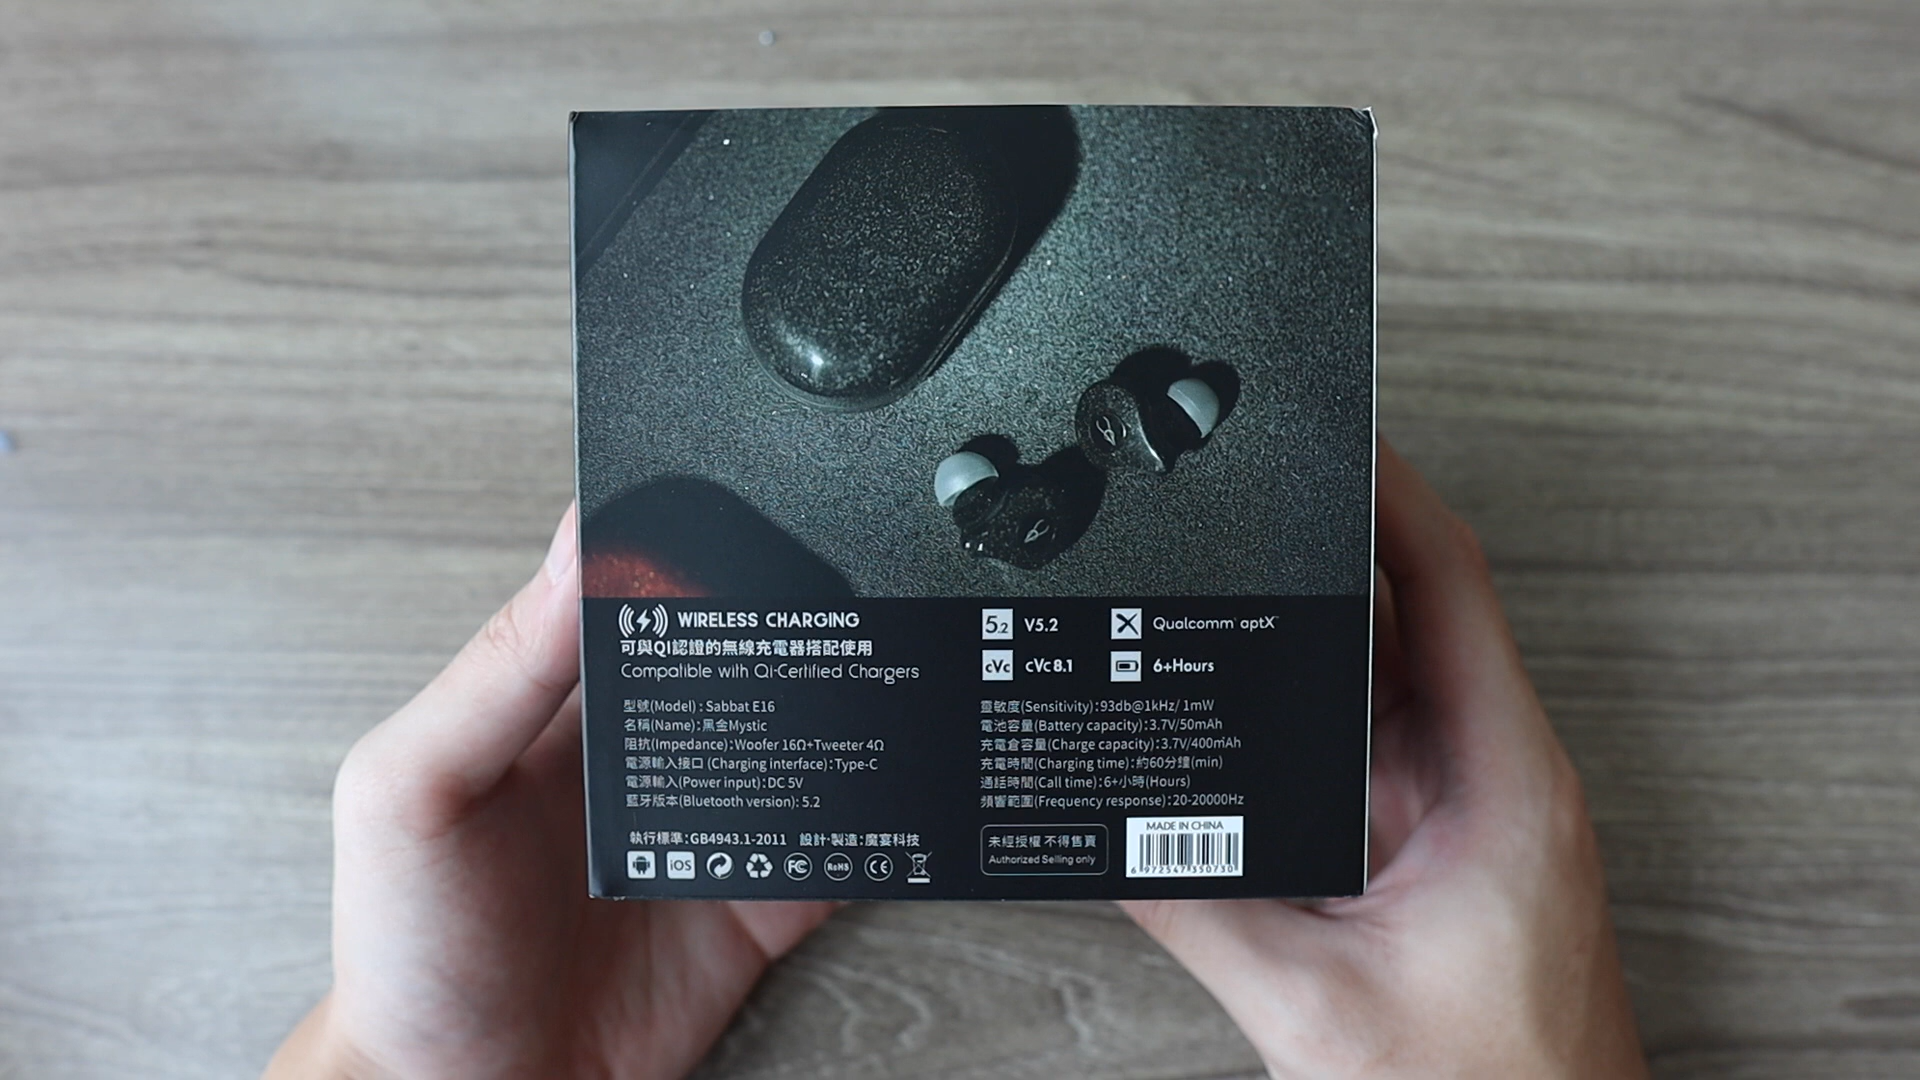 WIRELESS CHARGING
可與QI認證的無線充電器搭配使用
Compatible with Qi-Certified Chargers
5.2 V5.2
Qualcomm aptX
cVc cVc 8.1
6+Hours
型號(Model) : Sabbat E16
名稱(Name):黑金Mystic
阻抗(Impedance):Woofer 16Ω+Tweeter 4Ω
電源輸入接口 (Charging interface):Type-C
電源輸入(Power input):DC 5V
藍牙版本(Bluetooth version): 5.2
靈敏度(Sensitivity):93db@1kHz/ 1mW
電池容量(Battery capacity):3.7V/50mAh
充電倉容量(Charge capacity):3.7V/400mAh
充電時間(Charging time):約60分鐘(min)
通話時間(Call time):6+小時(Hours)
頻響範圍(Frequency response):20-20000Hz
執行標準:GB4943.1-2011 設計·製造:魔宴科技
iOS
FC
RoHS
CE
未經授權 不得售賣
Authorized Selling only
MADE IN CHINA
6 972547 350730